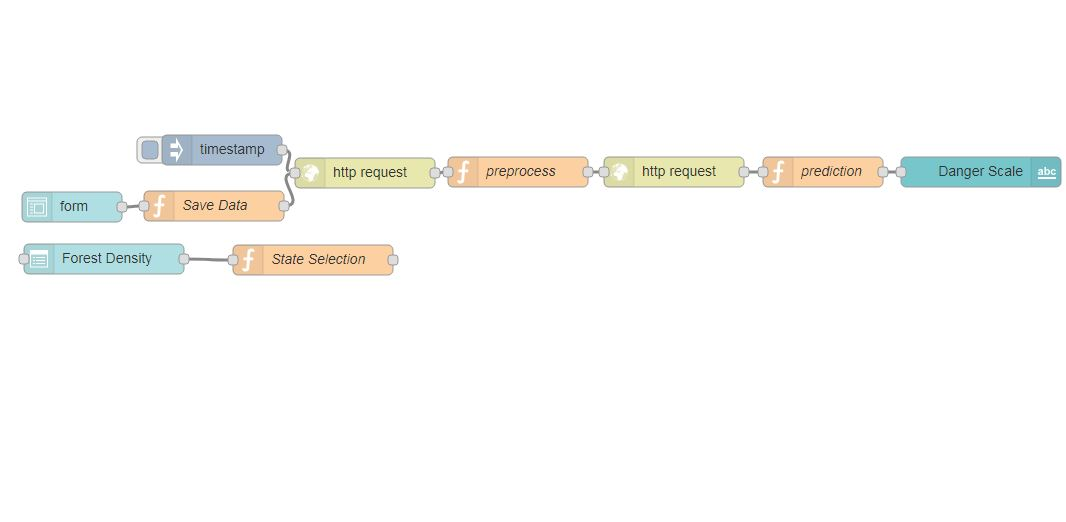 timestamp
http request
preprocess
http request
prediction
Danger Scale
abc
form
Save Data
Forest Density
State Selection